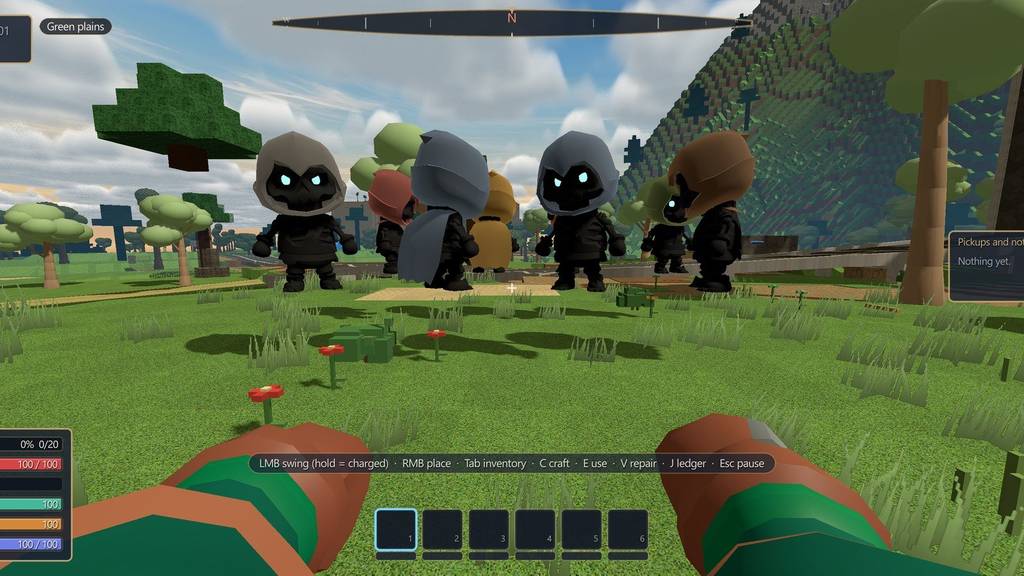 01
Green plains
N
Pickups and not
Nothing yet.
0% 0/20
100 / 100
100
100
100 / 100
LMB swing (hold = charged) · RMB place · Tab inventory · C craft · E use · V repair · J ledger · Esc pause
1
2
3
4
5
6